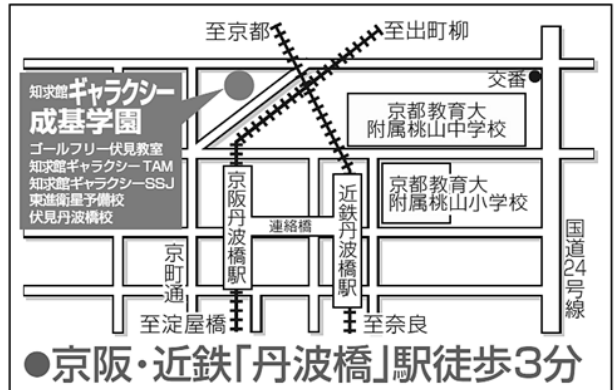 至京都
至出町柳
交番
知求館ギャラクシー
成基学園
ゴールフリー伏見教室
知求館ギャラクシーTAM
知求館ギャラクシーSSJ
東進衛星予備校
伏見丹波橋校
京都教育大
附属桃山中学校
京都教育大
附属桃山小学校
京阪丹波橋駅
連絡橋
近鉄丹波橋駅
京町通
国道24号線
至淀屋橋
至奈良
●京阪・近鉄「丹波橋」駅徒歩3分